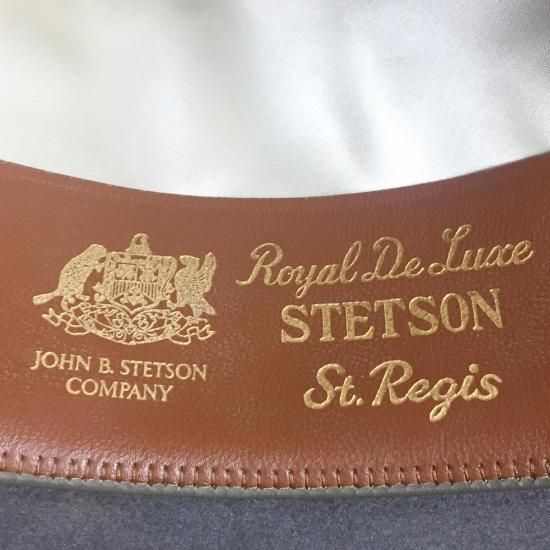 JOHN B. STETSON
COMPANY
Royal De Luxe
STETSON
St. Regis